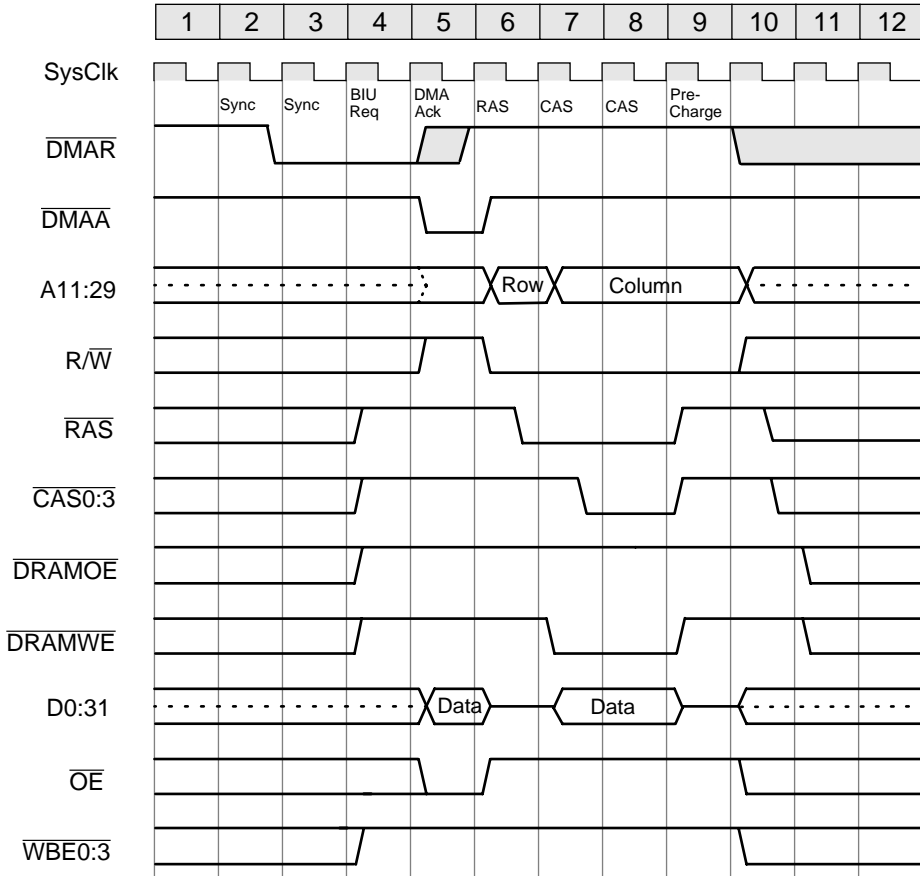 1 2 3 4 5 6 7 8 9 10 11 12
SysClk
Sync Sync BIU Req DMA Ack RAS CAS CAS Pre-Charge
DMAR
DMAA
A11:29 Row Column
R/W
RAS
CAS0:3
DRAMOE
DRAMWE
D0:31 Data Data
OE
WBE0:3